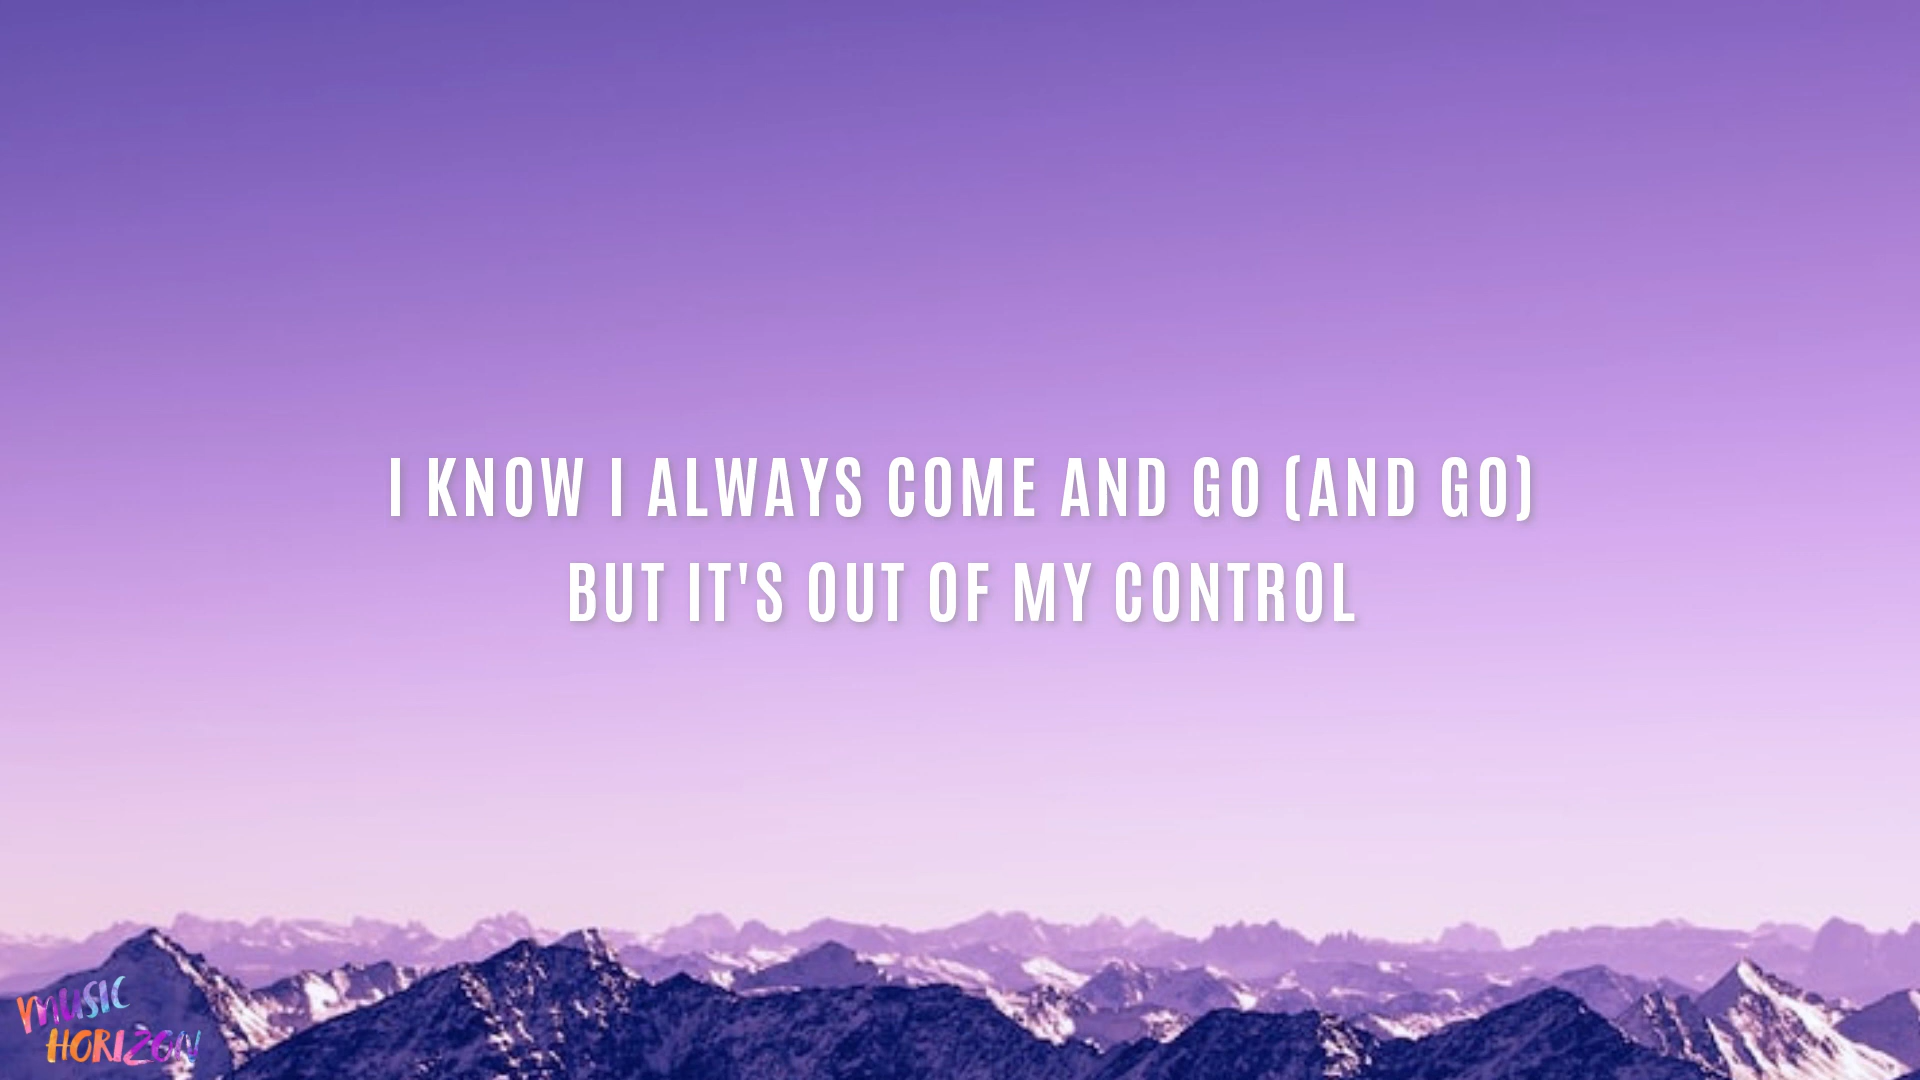 I KNOW I ALWAYS COME AND GO (AND GO)
BUT IT'S OUT OF MY CONTROL
MUSIC
HORIZON